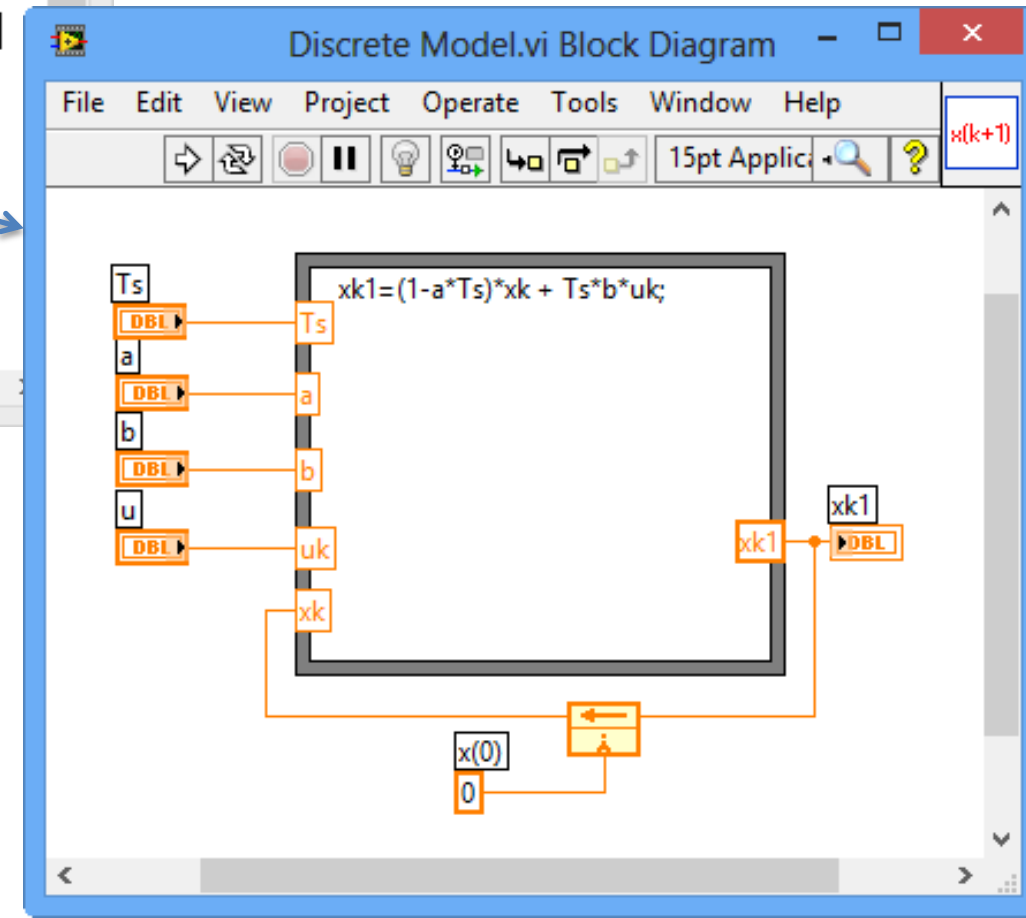 Discrete Model.vi Block Diagram
File Edit View Project Operate Tools Window Help
x(k+1)
15pt Applic
Ts
DBL
a
DBL
b
DBL
u
DBL
xk1=(1-a*Ts)*xk + Ts*b*uk;
Ts
a
b
uk
xk
xk1
xk1
DBL
x(0)
0
i